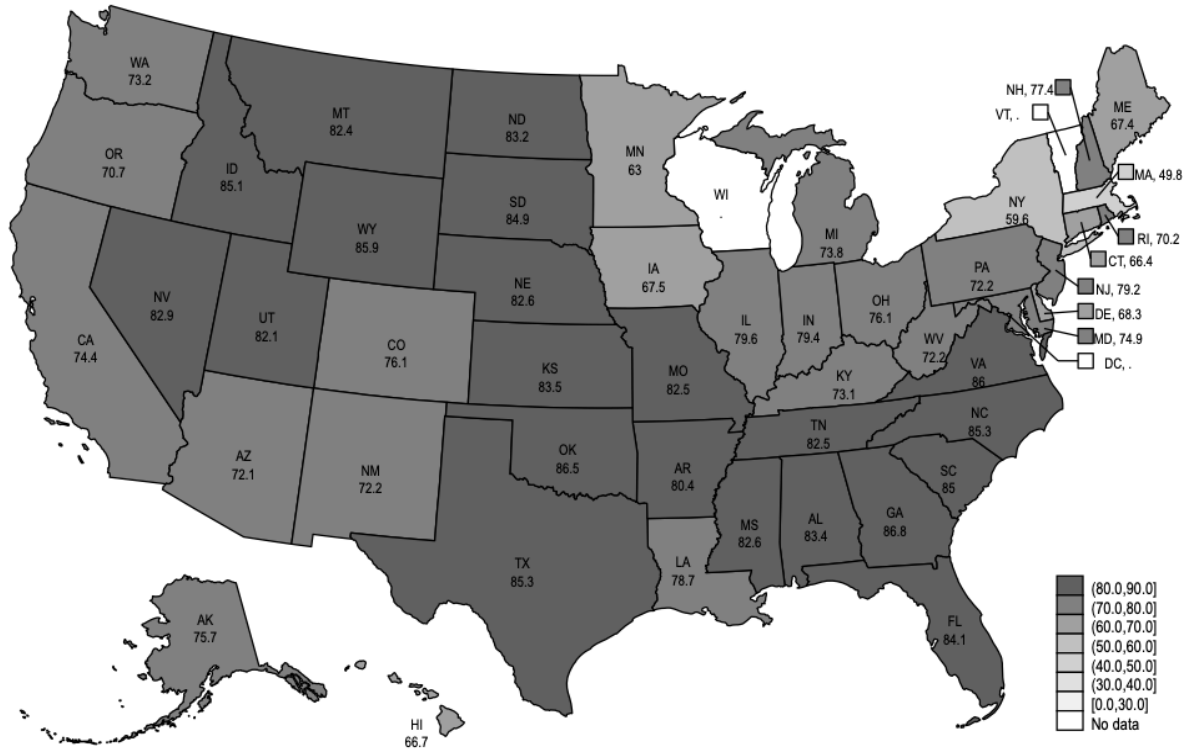 WA
73.2
MT
82.4
ND
83.2
MN
63
NH, 77.4
VT, .
ME
67.4
OR
70.7
ID
85.1
SD
84.9
WI
.
MI
73.8
NY
59.6
MA, 49.8
RI, 70.2
CT, 66.4
WY
85.9
IA
67.5
PA
72.2
NJ, 79.2
DE, 68.3
MD, 74.9
DC, .
NV
82.9
UT
82.1
NE
82.6
IL
79.6
IN
79.4
OH
76.1
WV
72.2
CA
74.4
CO
76.1
KS
83.5
MO
82.5
KY
73.1
VA
86
NC
85.3
TN
82.5
AZ
72.1
NM
72.2
OK
86.5
AR
80.4
SC
85
MS
82.6
AL
83.4
GA
86.8
TX
85.3
LA
78.7
FL
84.1
AK
75.7
HI
66.7
(80.0,90.0]
(70.0,80.0]
(60.0,70.0]
(50.0,60.0]
(40.0,50.0]
(30.0,40.0]
[0.0,30.0]
No data